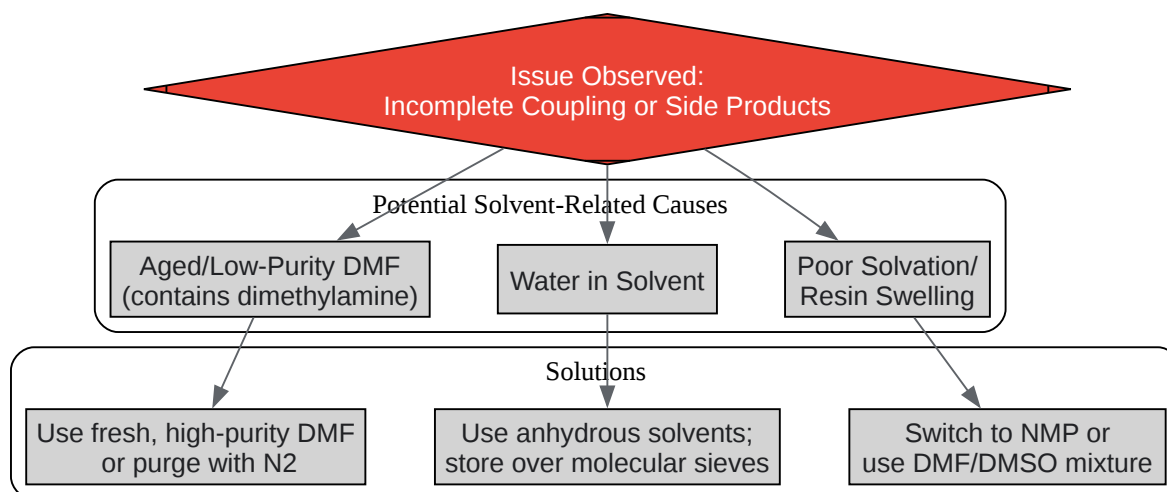 Issue Observed:
Incomplete Coupling or Side Products
Potential Solvent-Related Causes
Aged/Low-Purity DMF
(contains dimethylamine)
Water in Solvent
Poor Solvation/
Resin Swelling
Solutions
Use fresh, high-purity DMF
or purge with N2
Use anhydrous solvents;
store over molecular sieves
Switch to NMP or
use DMF/DMSO mixture